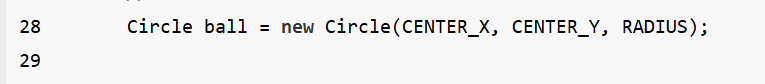 28 Circle ball = new Circle(CENTER_X, CENTER_Y, RADIUS);
29